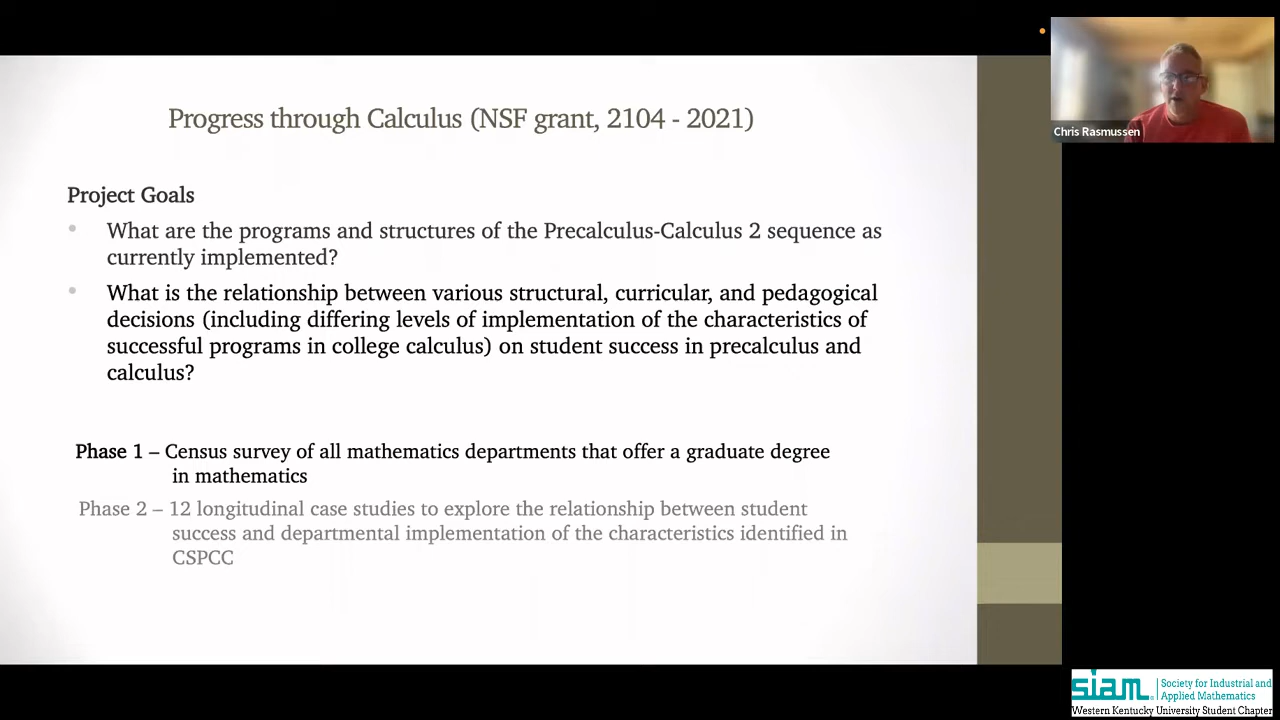 Progress through Calculus (NSF grant, 2104 - 2021)
Project Goals
• What are the programs and structures of the Precalculus-Calculus 2 sequence as
currently implemented?
• What is the relationship between various structural, curricular, and pedagogical
decisions (including differing levels of implementation of the characteristics of
successful programs in college calculus) on student success in precalculus and
calculus?
Phase 1 – Census survey of all mathematics departments that offer a graduate degree
in mathematics
Phase 2 – 12 longitudinal case studies to explore the relationship between student
success and departmental implementation of the characteristics identified in
CSPCC
Chris Rasmussen
siam. Society for Industrial and
Applied Mathematics
Western Kentucky University Student Chapter